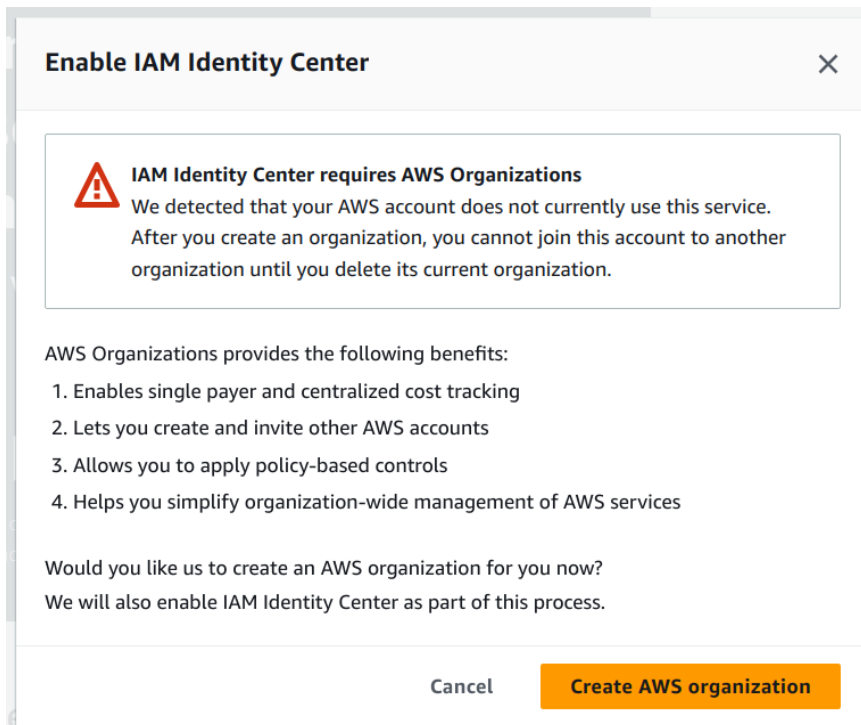 Enable IAM Identity Center
IAM Identity Center requires AWS Organizations
We detected that your AWS account does not currently use this service.
After you create an organization, you cannot join this account to another
organization until you delete its current organization.
AWS Organizations provides the following benefits:
1. Enables single payer and centralized cost tracking
2. Lets you create and invite other AWS accounts
3. Allows you to apply policy-based controls
4. Helps you simplify organization-wide management of AWS services
Would you like us to create an AWS organization for you now?
We will also enable IAM Identity Center as part of this process.
Cancel
Create AWS organization